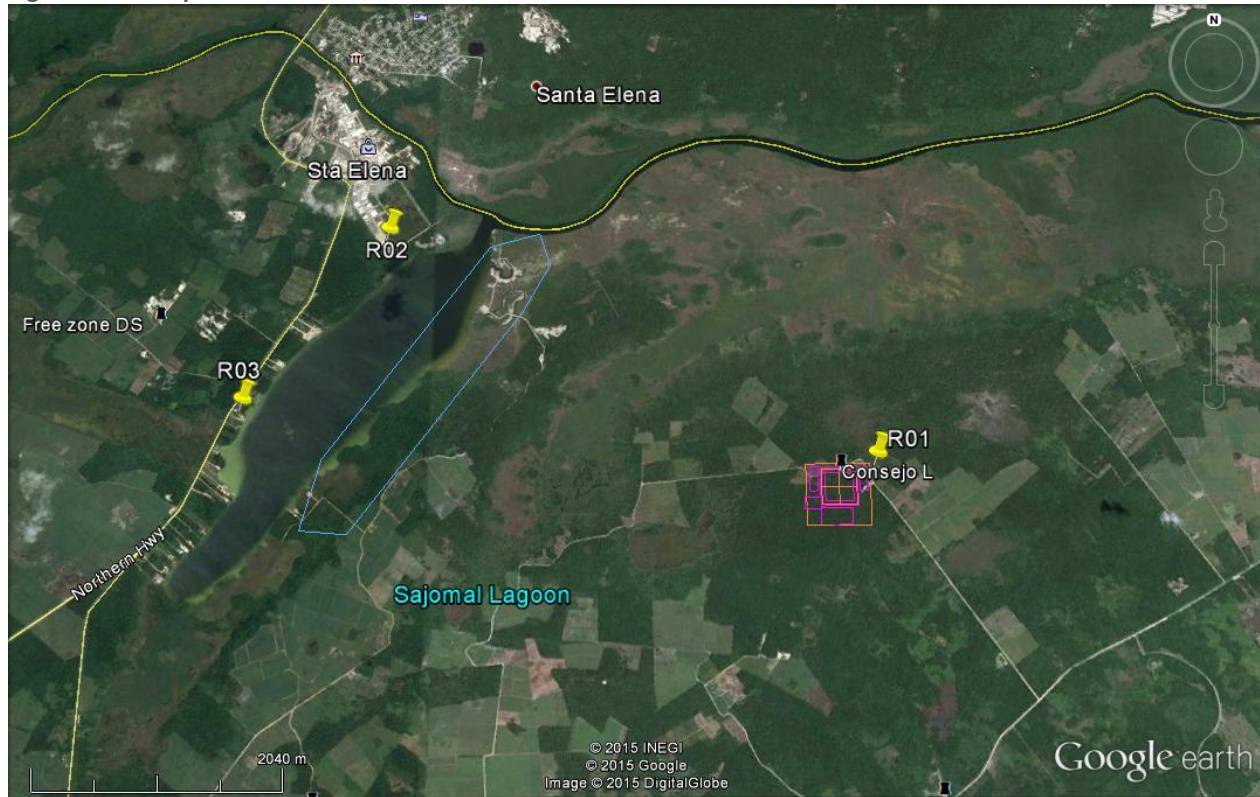 N
Santa Elena
Sta Elena
R02
Free zone DS
R03
R01
Consejo L
Northern Hwy
Sajomal Lagoon
2040 m
© 2015 INEGI
© 2015 Google
Image © 2015 DigitalGlobe
Google earth